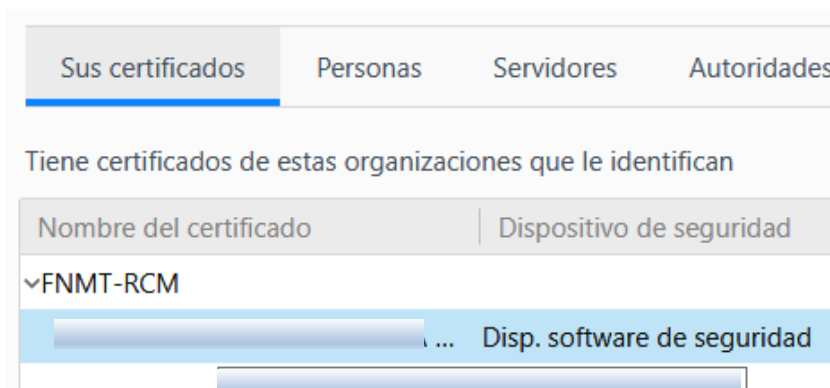 Sus certificados Personas Servidores Autoridades
Tiene certificados de estas organizaciones que le identifican
Nombre del certificado Dispositivo de seguridad
FNMT-RCM
... Disp. software de seguridad